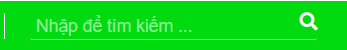 Nhập để tìm kiếm ...